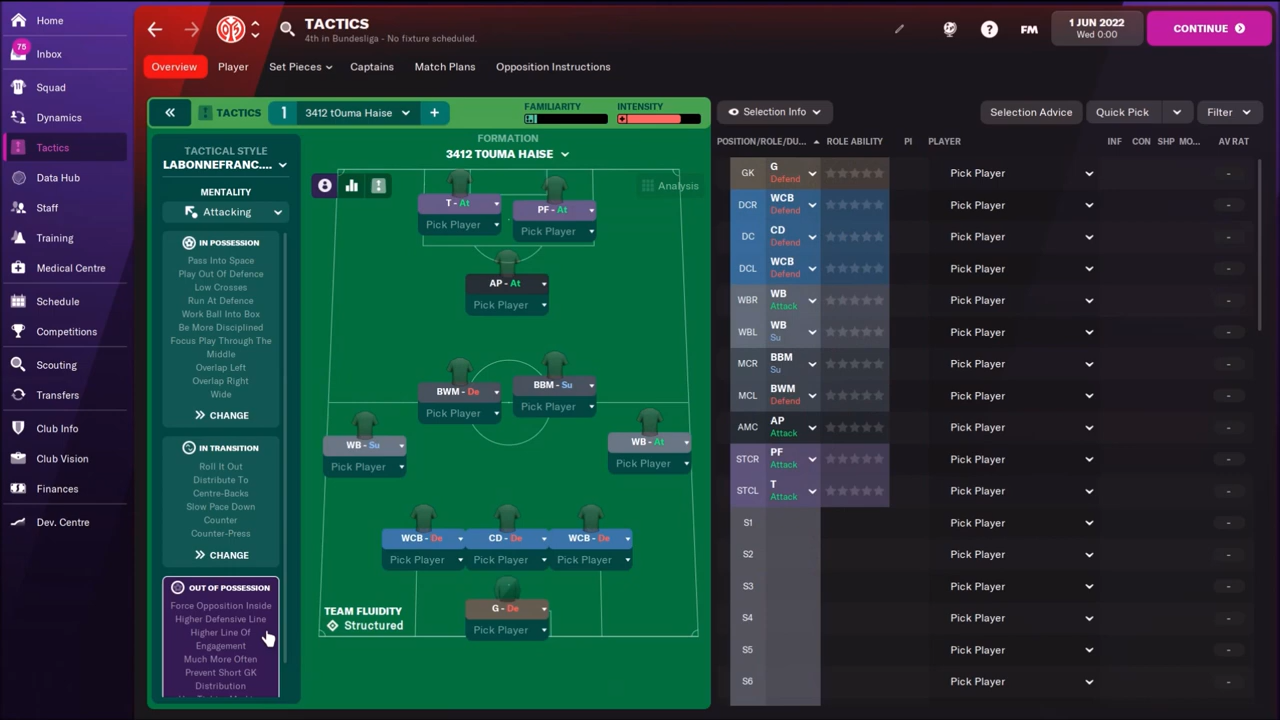 Home
75
Inbox
Squad
Dynamics
Tactics
Data Hub
Staff
Training
Medical Centre
Schedule
Competitions
Scouting
Transfers
Club Info
Club Vision
Finances
Dev. Centre
TACTICS
4th in Bundesliga - No fixture scheduled.
FM
1 JUN 2022
Wed 0:00
CONTINUE
Overview
Player
Set Pieces
Captains
Match Plans
Opposition Instructions
TACTICS
1
3412 t0uma Haise
FAMILIARITY
INTENSITY
TACTICAL STYLE
LABONNEFRANC....
MENTALITY
Attacking
IN POSSESSION
Pass Into Space
Play Out Of Defence
Low Crosses
Run At Defence
Work Ball Into Box
Be More Disciplined
Focus Play Through The
Middle
Overlap Left
Overlap Right
Wide
CHANGE
IN TRANSITION
Roll It Out
Distribute To
Centre-Backs
Slow Pace Down
Counter
Counter-Press
CHANGE
OUT OF POSSESSION
Force Opposition Inside
Higher Defensive Line
Higher Line Of
Engagement
Much More Often
Prevent Short GK
Distribution
FORMATION
3412 T0UMA HAISE
Analysis
T - At
Pick Player
PF - At
Pick Player
AP - At
Pick Player
BWM - De
Pick Player
BBM - Su
Pick Player
WB - Su
Pick Player
WB - At
Pick Player
WCB - De
Pick Player
CD - De
Pick Player
WCB - De
Pick Player
G - De
Pick Player
TEAM FLUIDITY
Structured
Selection Info
Selection Advice
Quick Pick
Filter
POSITION/ROLE/DU... ROLE ABILITY PI PLAYER INF CON SHP MO... AV RAT
GK G Defend Pick Player -
DCR WCB Defend Pick Player -
DC CD Defend Pick Player -
DCL WCB Defend Pick Player -
WBR WB Attack Pick Player -
WBL WB Su Pick Player -
MCR BBM Su Pick Player -
MCL BWM Defend Pick Player -
AMC AP Attack Pick Player -
STCR PF Attack Pick Player -
STCL T Attack Pick Player -
S1 Pick Player -
S2 Pick Player -
S3 Pick Player -
S4 Pick Player -
S5 Pick Player -
S6 Pick Player -